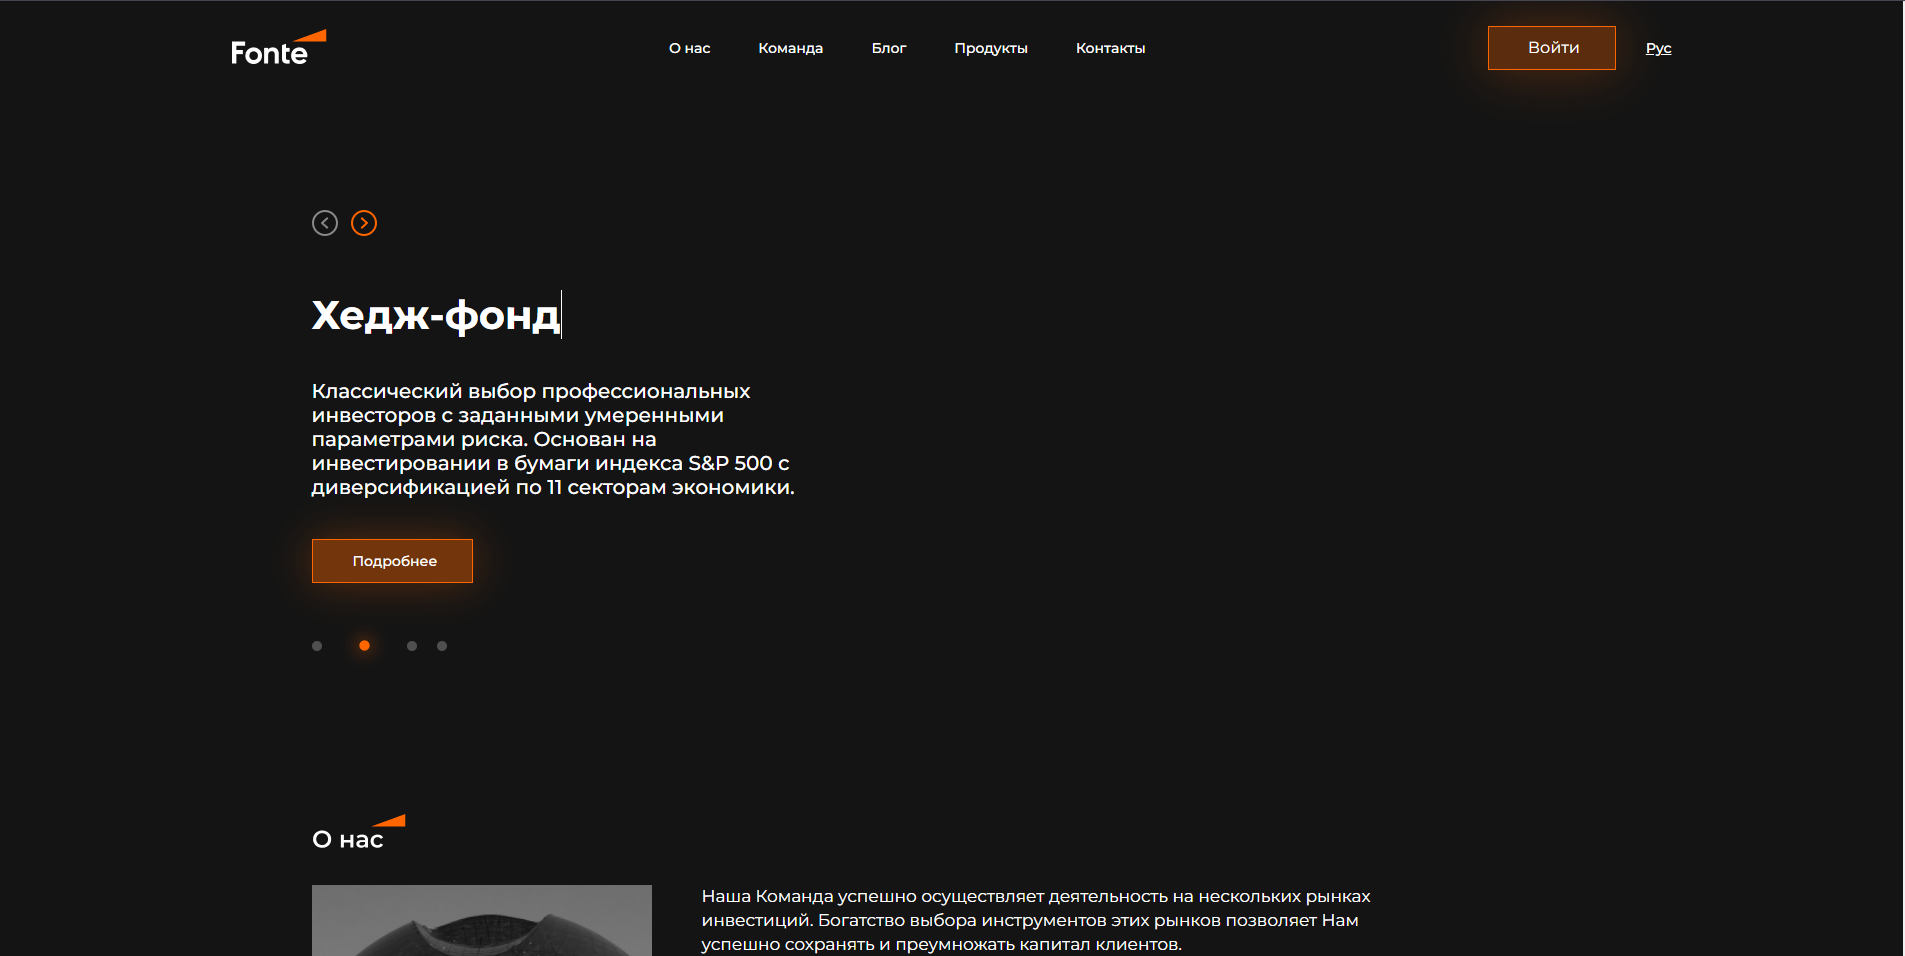 Fonte
О нас
Команда
Блог
Продукты
Контакты
Войти
Рус
Хедж-фонд
Классический выбор профессиональных
инвесторов с заданными умеренными
параметрами риска. Основан на
инвестировании в бумаги индекса S&P 500 с
диверсификацией по 11 секторам экономики.
Подробнее
О нас
Наша Команда успешно осуществляет деятельность на нескольких рынках
инвестиций. Богатство выбора инструментов этих рынков позволяет Нам
успешно сохранять и преумножать капитал клиентов.